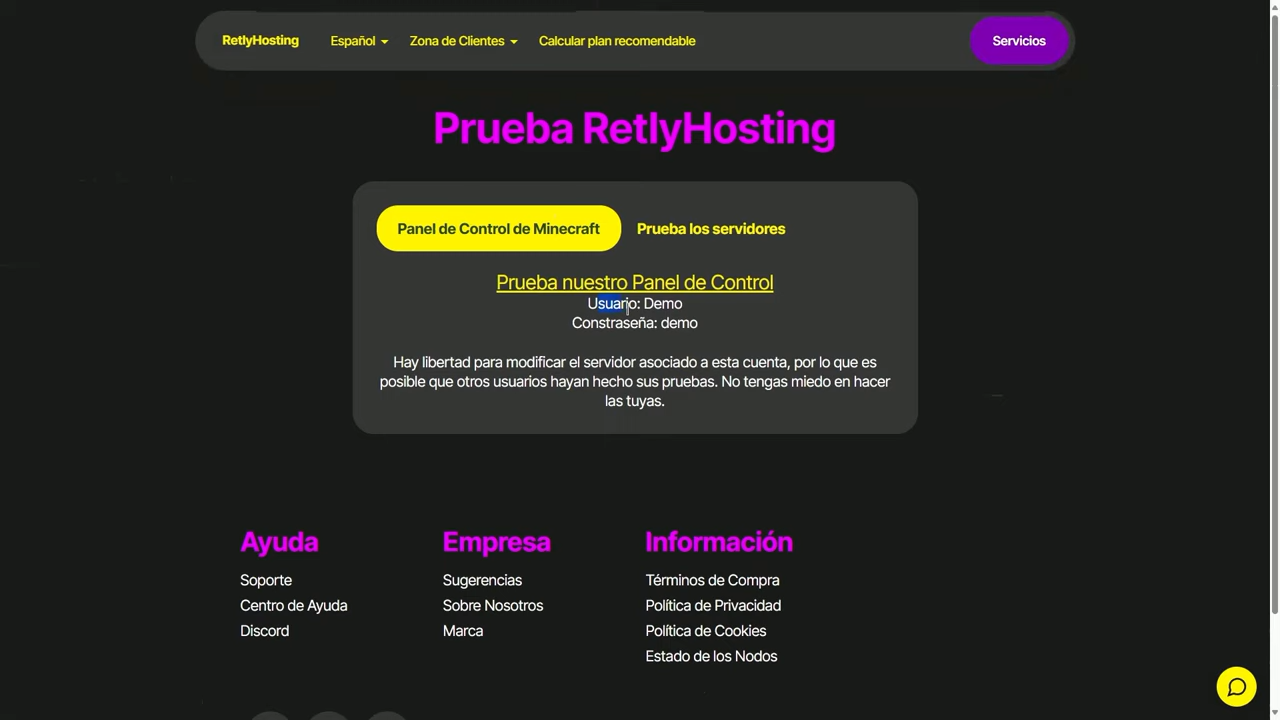 RetlyHosting Español Zona de Clientes Calcular plan recomendable Servicios
Prueba RetlyHosting
Panel de Control de Minecraft Prueba los servidores
Prueba nuestro Panel de Control
Usuario: Demo
Constraseña: demo
Hay libertad para modificar el servidor asociado a esta cuenta, por lo que es
posible que otros usuarios hayan hecho sus pruebas. No tengas miedo en hacer
las tuyas.
Ayuda Empresa Información
Soporte Sugerencias Términos de Compra
Centro de Ayuda Sobre Nosotros Política de Privacidad
Discord Marca Política de Cookies
Estado de los Nodos